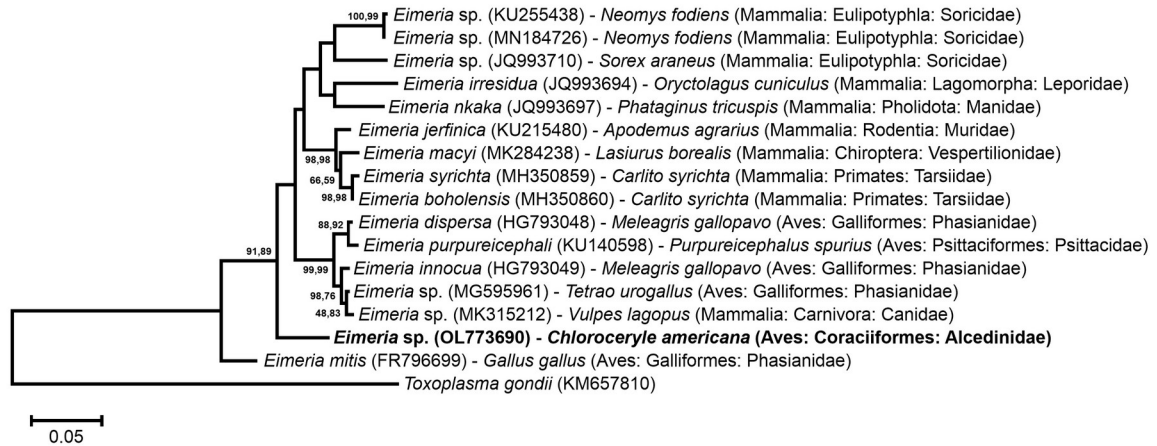 100,99
Eimeria sp. (KU255438) - Neomys fodiens (Mammalia: Eulipotyphla: Soricidae)
Eimeria sp. (MN184726) - Neomys fodiens (Mammalia: Eulipotyphla: Soricidae)
Eimeria sp. (JQ993710) - Sorex araneus (Mammalia: Eulipotyphla: Soricidae)
Eimeria irresidua (JQ993694) - Oryctolagus cuniculus (Mammalia: Lagomorpha: Leporidae)
Eimeria nkaka (JQ993697) - Phataginus tricuspis (Mammalia: Pholidota: Manidae)
Eimeria jerfinica (KU215480) - Apodemus agrarius (Mammalia: Rodentia: Muridae)
98,98
Eimeria macyi (MK284238) - Lasiurus borealis (Mammalia: Chiroptera: Vespertilionidae)
66,59
Eimeria syrichta (MH350859) - Carlito syrichta (Mammalia: Primates: Tarsiidae)
98,98
Eimeria boholensis (MH350860) - Carlito syrichta (Mammalia: Primates: Tarsiidae)
88,92
Eimeria dispersa (HG793048) - Meleagris gallopavo (Aves: Galliformes: Phasianidae)
Eimeria purpureicephali (KU140598) - Purpureicephalus spurius (Aves: Psittaciformes: Psittacidae)
91,89
99,99
Eimeria innocua (HG793049) - Meleagris gallopavo (Aves: Galliformes: Phasianidae)
98,76
Eimeria sp. (MG595961) - Tetrao urogallus (Aves: Galliformes: Phasianidae)
48,83
Eimeria sp. (MK315212) - Vulpes lagopus (Mammalia: Carnivora: Canidae)
Eimeria sp. (OL773690) - Chloroceryle americana (Aves: Coraciiformes: Alcedinidae)
Eimeria mitis (FR796699) - Gallus gallus (Aves: Galliformes: Phasianidae)
Toxoplasma gondii (KM657810)
0.05